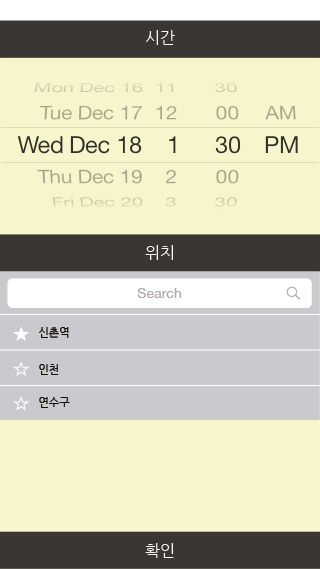 시간
Mon Dec 16 11 30
Tue Dec 17 12 00 AM
Wed Dec 18 1 30 PM
Thu Dec 19 2 00
Fri Dec 20 3 30
위치
Search
신촌역
인천
연수구
확인